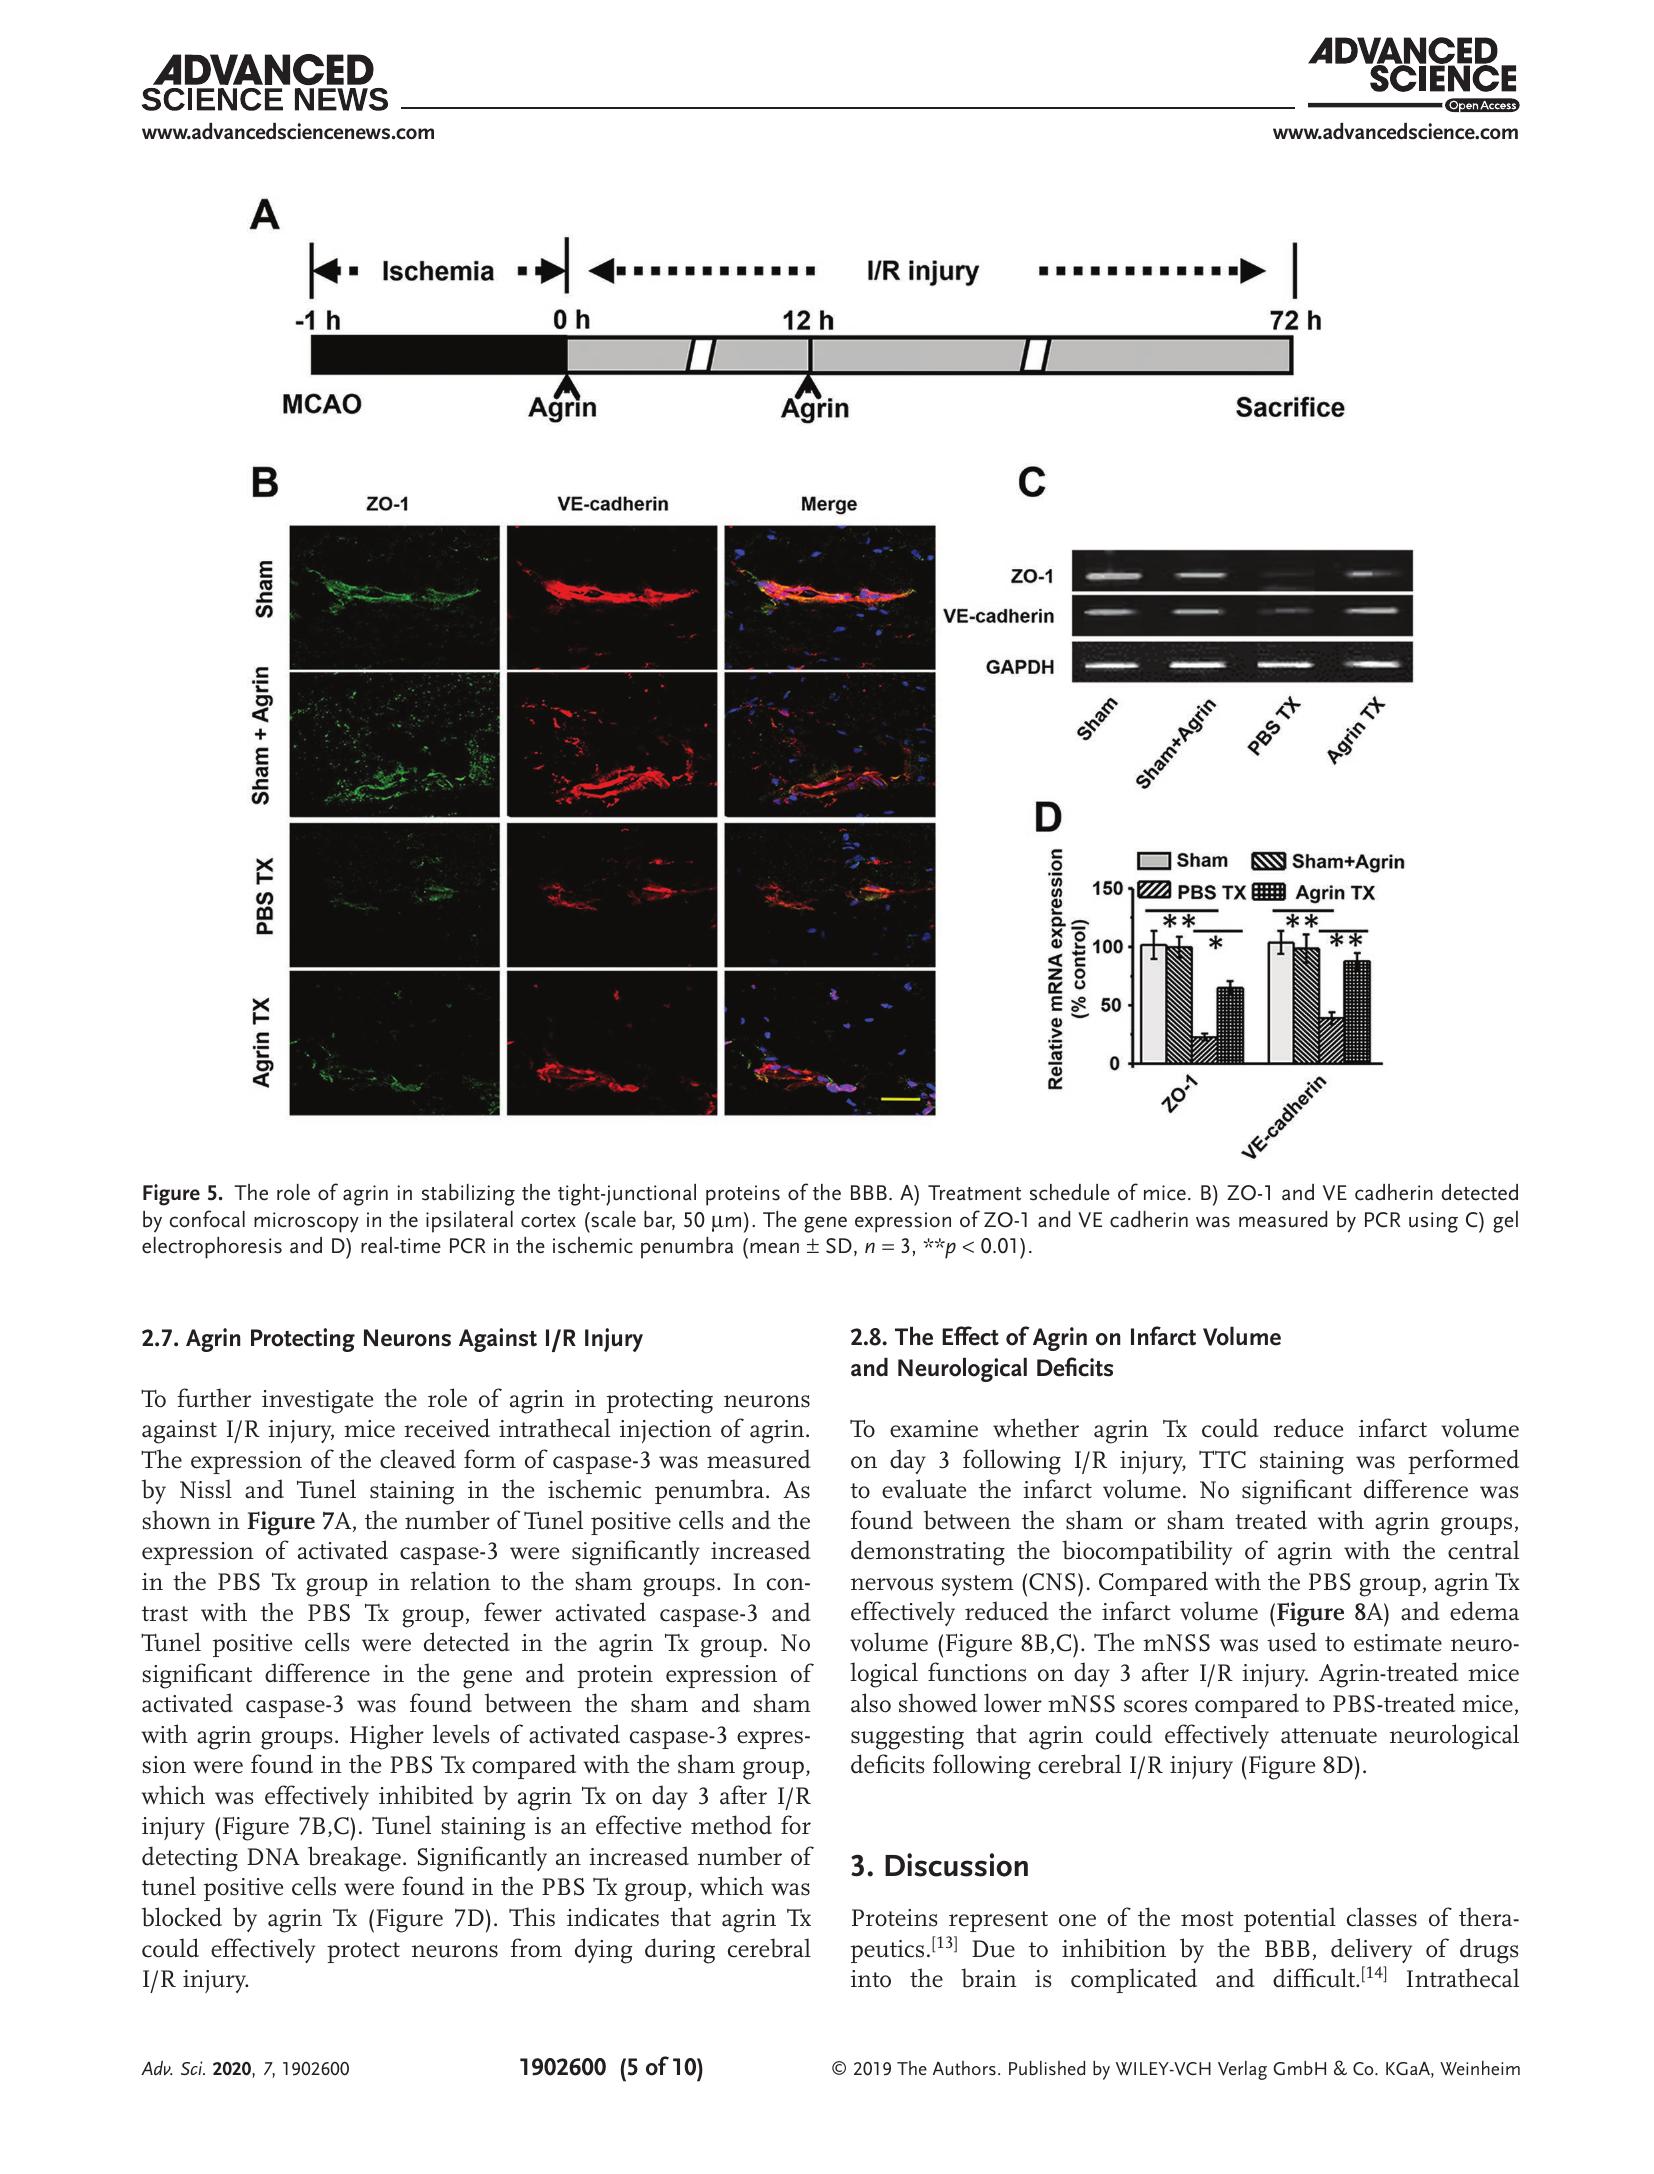 ADVANCED
SCIENCE NEWS
www.advancedsciencenews.com
ADVANCED
SCIENCE
Open Access
www.advancedscience.com
A
Ischemia
I/R injury
-1 h
0 h
12 h
72 h
MCAO
Agrin
Agrin
Sacrifice
B
ZO-1
VE-cadherin
Merge
Sham
Sham + Agrin
PBS TX
Agrin TX
C
ZO-1
VE-cadherin
GAPDH
Sham
Sham+Agrin
PBS TX
Agrin TX
D
Sham
Sham+Agrin
PBS TX
Agrin TX
Relative mRNA expression
(% control)
150
100
50
0
**
*
**
**
ZO-1
VE-cadherin
Figure 5. The role of agrin in stabilizing the tight-junctional proteins of the BBB. A) Treatment schedule of mice. B) ZO-1 and VE cadherin detected
by confocal microscopy in the ipsilateral cortex (scale bar, 50 μm). The gene expression of ZO-1 and VE cadherin was measured by PCR using C) gel
electrophoresis and D) real-time PCR in the ischemic penumbra (mean ± SD, n = 3, **p < 0.01).
2.7. Agrin Protecting Neurons Against I/R Injury
To further investigate the role of agrin in protecting neurons
against I/R injury, mice received intrathecal injection of agrin.
The expression of the cleaved form of caspase-3 was measured
by Nissl and Tunel staining in the ischemic penumbra. As
shown in Figure 7A, the number of Tunel positive cells and the
expression of activated caspase-3 were significantly increased
in the PBS Tx group in relation to the sham groups. In con-
trast with the PBS Tx group, fewer activated caspase-3 and
Tunel positive cells were detected in the agrin Tx group. No
significant difference in the gene and protein expression of
activated caspase-3 was found between the sham and sham
with agrin groups. Higher levels of activated caspase-3 expres-
sion were found in the PBS Tx compared with the sham group,
which was effectively inhibited by agrin Tx on day 3 after I/R
injury (Figure 7B,C). Tunel staining is an effective method for
detecting DNA breakage. Significantly an increased number of
tunel positive cells were found in the PBS Tx group, which was
blocked by agrin Tx (Figure 7D). This indicates that agrin Tx
could effectively protect neurons from dying during cerebral
I/R injury.
2.8. The Effect of Agrin on Infarct Volume
and Neurological Deficits
To examine whether agrin Tx could reduce infarct volume
on day 3 following I/R injury, TTC staining was performed
to evaluate the infarct volume. No significant difference was
found between the sham or sham treated with agrin groups,
demonstrating the biocompatibility of agrin with the central
nervous system (CNS). Compared with the PBS group, agrin Tx
effectively reduced the infarct volume (Figure 8A) and edema
volume (Figure 8B,C). The mNSS was used to estimate neuro-
logical functions on day 3 after I/R injury. Agrin-treated mice
also showed lower mNSS scores compared to PBS-treated mice,
suggesting that agrin could effectively attenuate neurological
deficits following cerebral I/R injury (Figure 8D).
3. Discussion
Proteins represent one of the most potential classes of thera-
peutics.[13] Due to inhibition by the BBB, delivery of drugs
into the brain is complicated and difficult.[14] Intrathecal
Adv. Sci. 2020, 7, 1902600
1902600 (5 of 10)
© 2019 The Authors. Published by WILEY-VCH Verlag GmbH & Co. KGaA, Weinheim